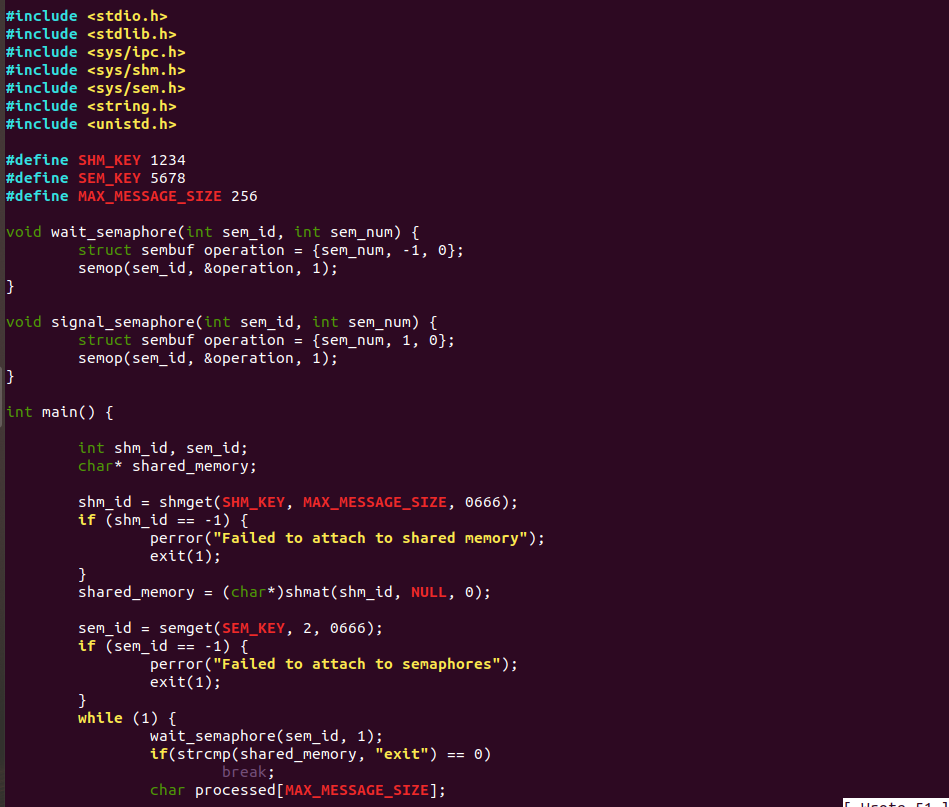 #include <stdio.h>
#include <stdlib.h>
#include <sys/ipc.h>
#include <sys/shm.h>
#include <sys/sem.h>
#include <string.h>
#include <unistd.h>

#define SHM_KEY 1234
#define SEM_KEY 5678
#define MAX_MESSAGE_SIZE 256

void wait_semaphore(int sem_id, int sem_num) {
        struct sembuf operation = {sem_num, -1, 0};
        semop(sem_id, &operation, 1);
}

void signal_semaphore(int sem_id, int sem_num) {
        struct sembuf operation = {sem_num, 1, 0};
        semop(sem_id, &operation, 1);
}

int main() {

        int shm_id, sem_id;
        char* shared_memory;

        shm_id = shmget(SHM_KEY, MAX_MESSAGE_SIZE, 0666);
        if (shm_id == -1) {
                perror("Failed to attach to shared memory");
                exit(1);
        }
        shared_memory = (char*)shmat(shm_id, NULL, 0);

        sem_id = semget(SEM_KEY, 2, 0666);
        if (sem_id == -1) {
                perror("Failed to attach to semaphores");
                exit(1);
        }
        while (1) {
                wait_semaphore(sem_id, 1);
                if(strcmp(shared_memory, "exit") == 0)
                        break;
                char processed[MAX_MESSAGE_SIZE];